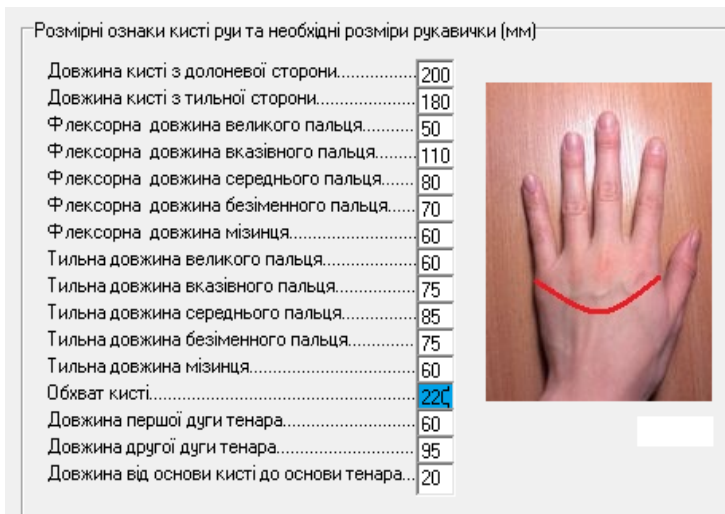 Розмірні ознаки кисті руи та необхідні розміри рукавички (мм)
Довжина кисті з долоневої сторони................ 200
Довжина кисті з тильної сторони................... 180
Флексорна довжина великого пальця.......... 50
Флексорна довжина вказівного пальця........ 110
Флексорна довжина середнього пальця...... 80
Флексорна довжина безіменного пальця..... 70
Флексорна довжина мізинця........................ 60
Тильна довжина великого пальця................ 60
Тильна довжина вказівного пальця.............. 75
Тильна довжина середнього пальця............ 85
Тильна довжина безіменного пальця........... 75
Тильна довжина мізинця.............................. 60
Обхват кисті.................................................. 220
Довжина першої дуги тенара........................ 60
Довжина другої дуги тенара......................... 95
Довжина від основи кисті до основи тенара... 20